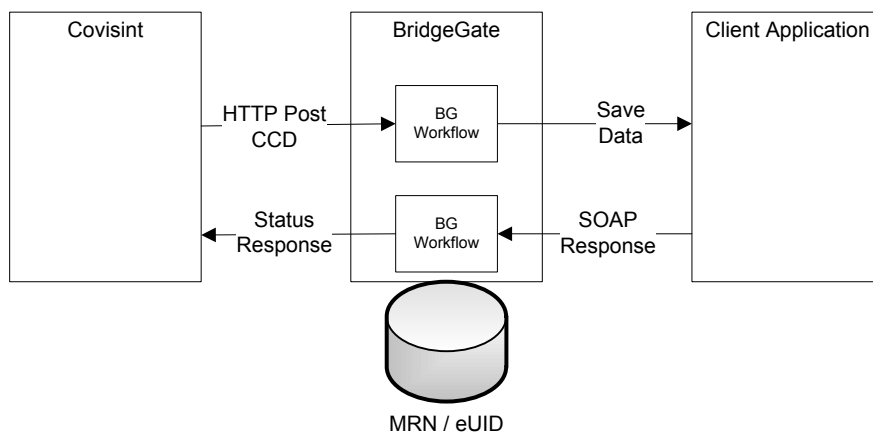 Covisint
BridgeGate
Client Application
HTTP Post
CCD
BG
Workflow
Save
Data
Status
Response
BG
Workflow
SOAP
Response
MRN / eUID